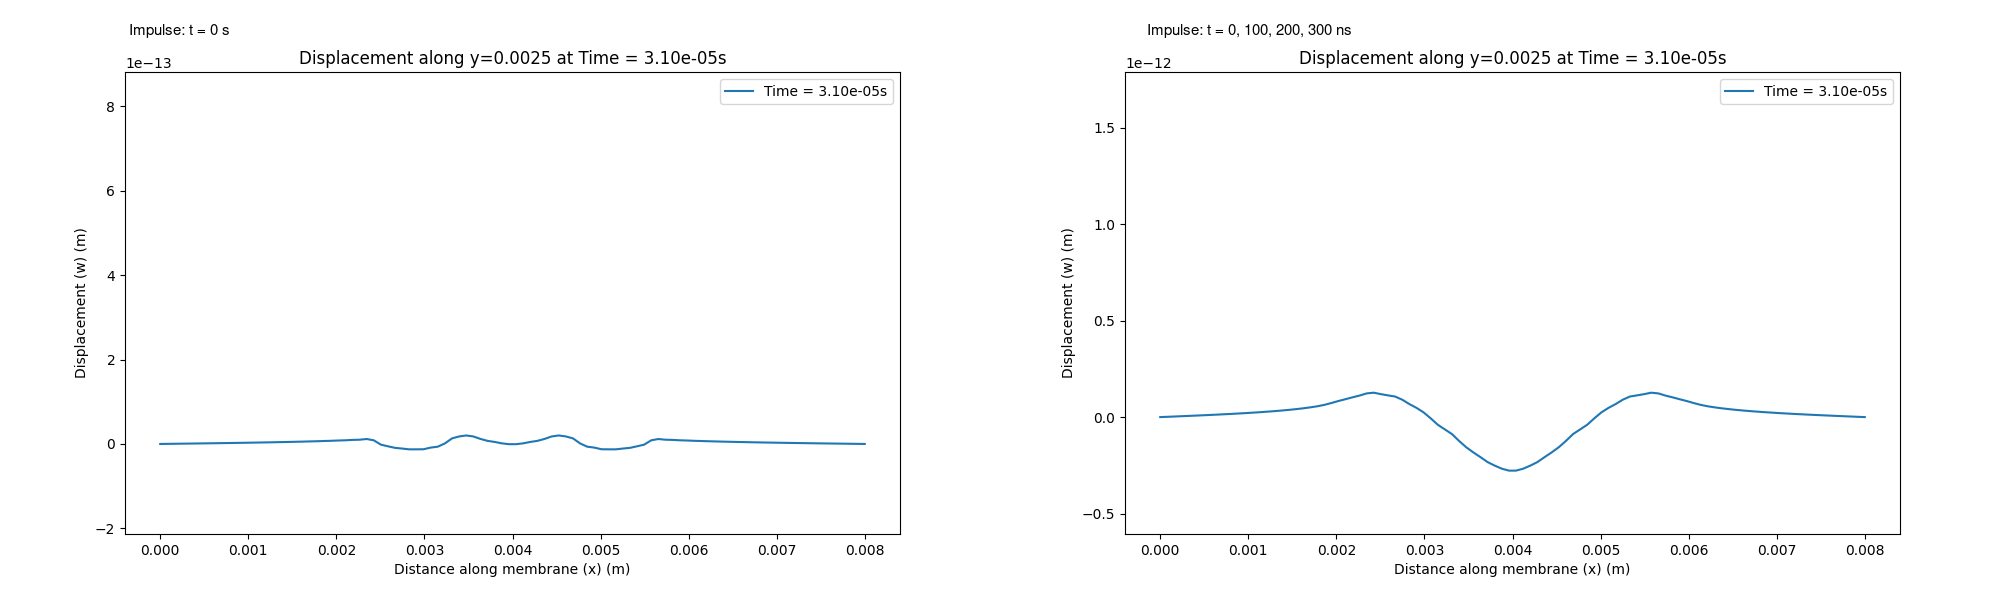 Impulse: t = 0 s
Displacement along y=0.0025 at Time = 3.10e-05s
1e−13
Time = 3.10e-05s
8
6
4
2
0
−2
Displacement (w) (m)
0.000 0.001 0.002 0.003 0.004 0.005 0.006 0.007 0.008
Distance along membrane (x) (m)
Impulse: t = 0, 100, 200, 300 ns
Displacement along y=0.0025 at Time = 3.10e-05s
1e−12
Time = 3.10e-05s
1.5
1.0
0.5
0.0
−0.5
Displacement (w) (m)
0.000 0.001 0.002 0.003 0.004 0.005 0.006 0.007 0.008
Distance along membrane (x) (m)